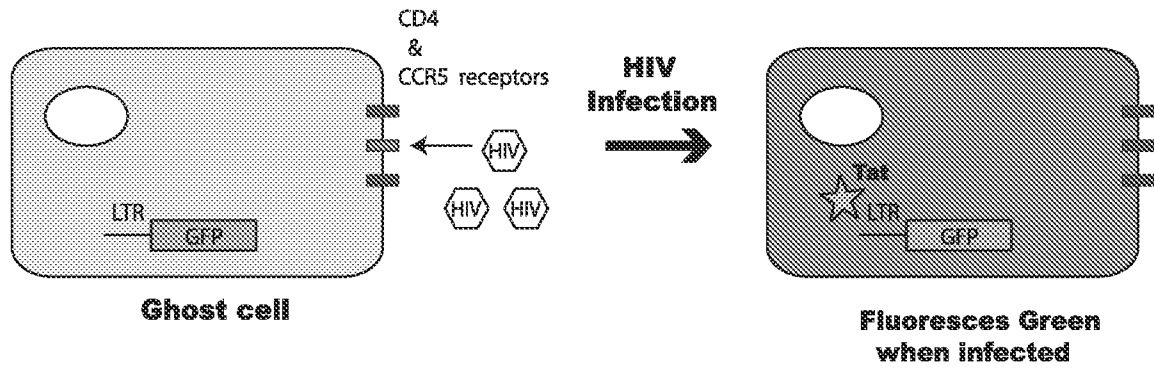 CD4
&
CCR5 receptors
HIV
HIV HIV
LTR
GFP
Ghost cell
HIV
Infection
Tat
LTR
GFP
Fluoresces Green
when infected